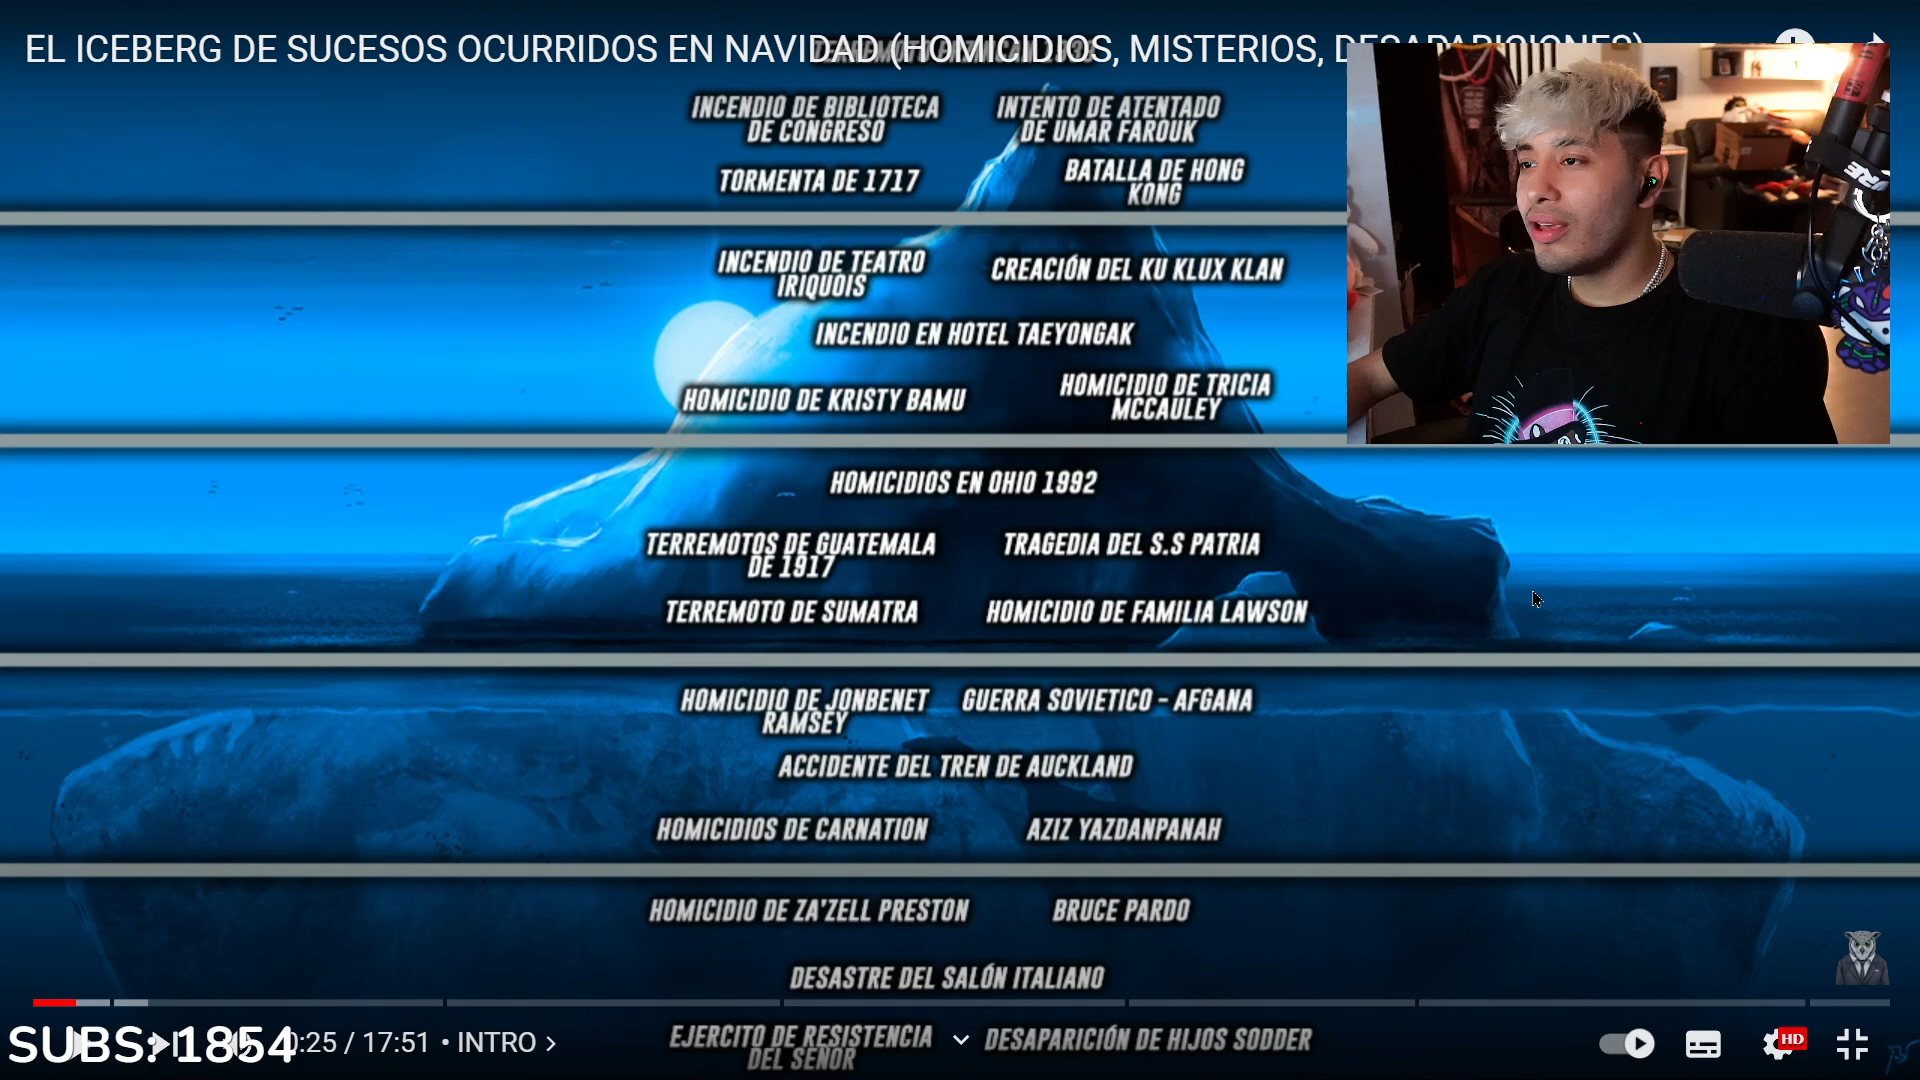 EL ICEBERG DE SUCESOS OCURRIDOS EN NAVIDAD (HOMICIDIOS, MISTERIOS, DESAPARICIONES)
INCENDIO DE BIBLIOTECA
DE CONGRESO
INTENTO DE ATENTADO
DE UMAR FAROUK
TORMENTA DE 1717
BATALLA DE HONG
KONG
INCENDIO DE TEATRO
IRIQUOIS
CREACIÓN DEL KU KLUX KLAN
INCENDIO EN HOTEL TAEYONGAK
HOMICIDIO DE KRISTY BAMU
HOMICIDIO DE TRICIA
MCCAULEY
HOMICIDIOS EN OHIO 1992
TERREMOTOS DE GUATEMALA
DE 1917
TRAGEDIA DEL S.S PATRIA
TERREMOTO DE SUMATRA
HOMICIDIO DE FAMILIA LAWSON
HOMICIDIO DE JONBENET
RAMSEY
GUERRA SOVIETICO - AFGANA
ACCIDENTE DEL TREN DE AUCKLAND
HOMICIDIOS DE CARNATION
AZIZ YAZDANPANAH
HOMICIDIO DE ZA'ZELL PRESTON
BRUCE PARDO
DESASTRE DEL SALÓN ITALIANO
EJERCITO DE RESISTENCIA
DEL SEÑOR
DESAPARICIÓN DE HIJOS SODDER
SUBS: 1854
0:25 / 17:51 • INTRO
HD